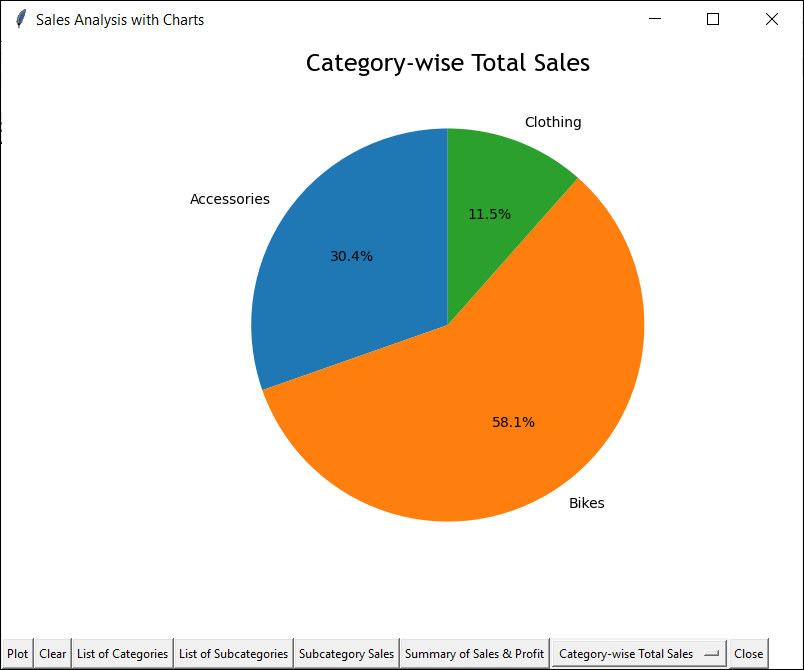 Sales Analysis with Charts
Category-wise Total Sales
Clothing
Accessories
11.5%
30.4%
58.1%
Bikes
Plot Clear List of Categories List of Subcategories Subcategory Sales Summary of Sales & Profit Category-wise Total Sales Close